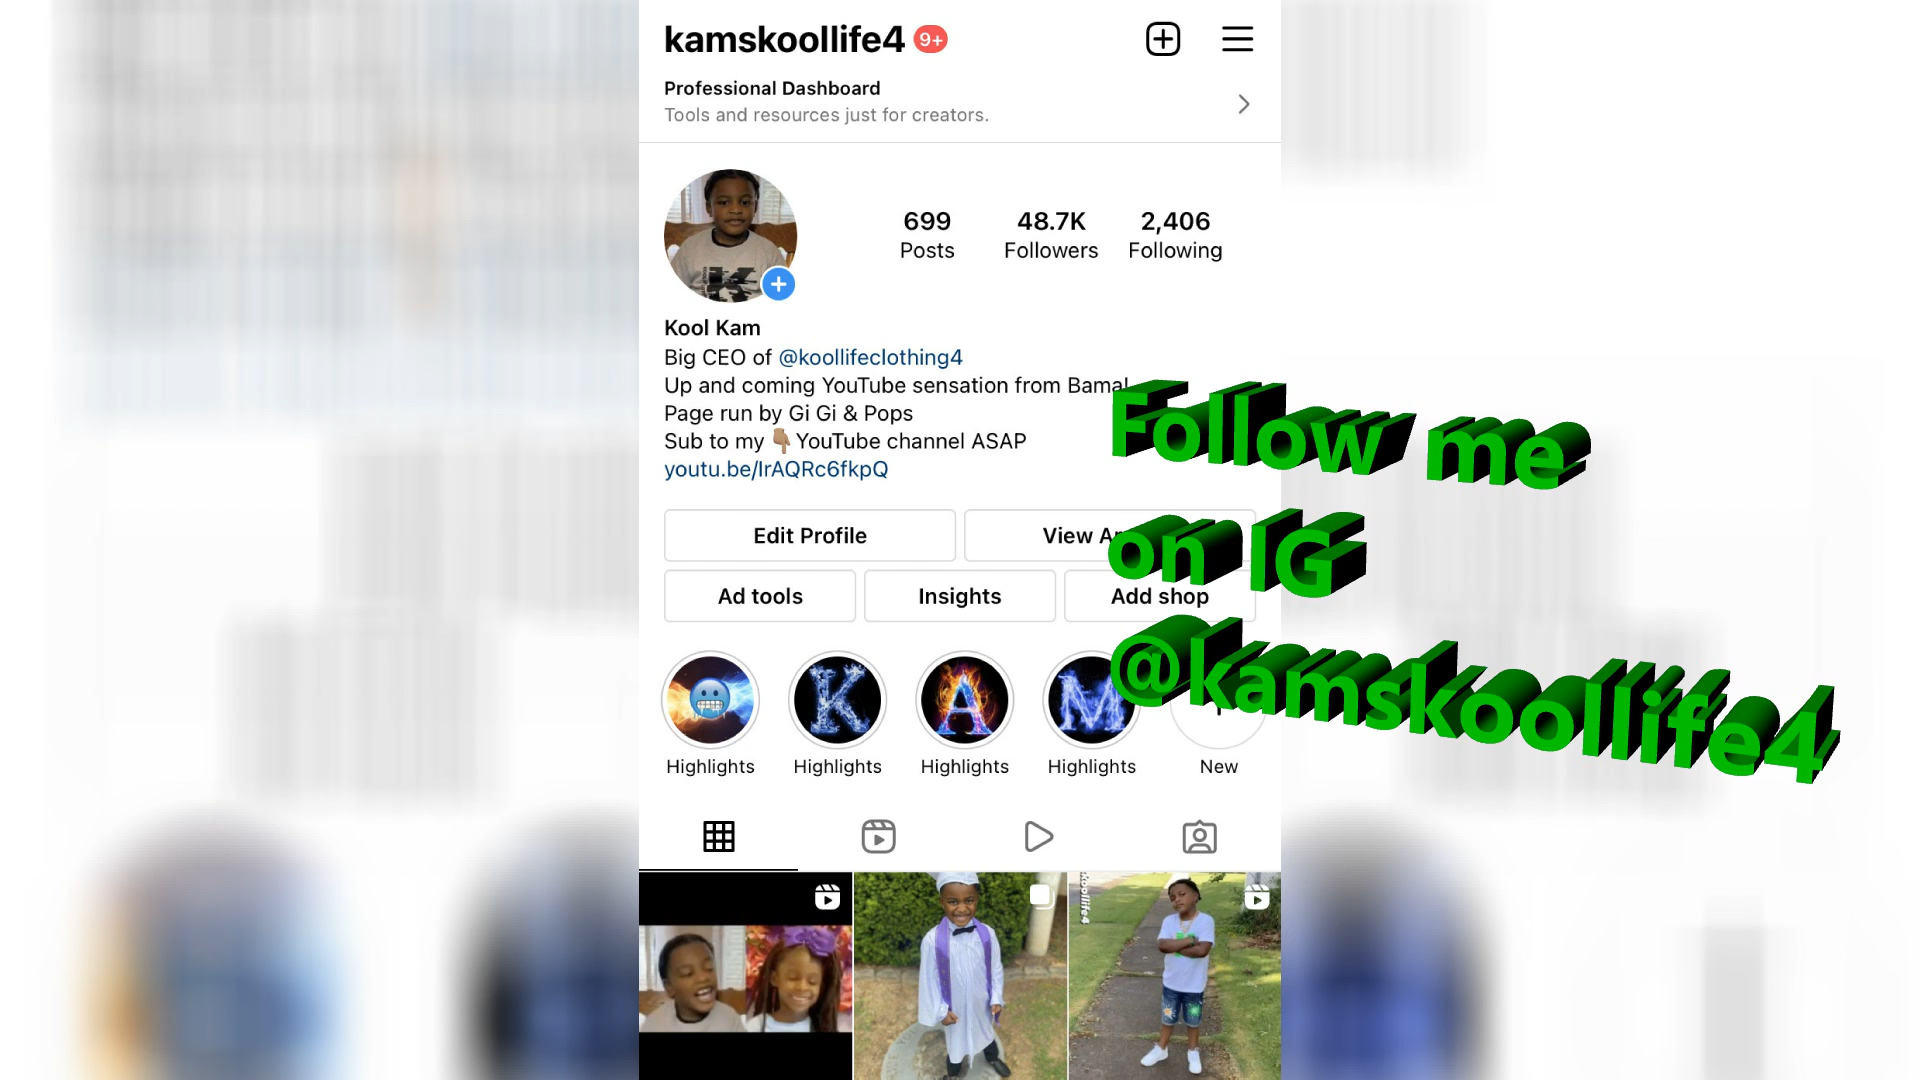 kamskoollife4 9+
Professional Dashboard
Tools and resources just for creators.
699 48.7K 2,406
Posts Followers Following
Kool Kam
Big CEO of @koollifeclothing4
Up and coming YouTube sensation from Bama!
Page run by Gi Gi & Pops
Sub to my 👇🏽 YouTube channel ASAP
youtu.be/IrAQRc6fkpQ
Follow me
on IG
@kamskoollife4
Edit Profile View
Ad tools Insights Add shop
K A M
Highlights Highlights Highlights Highlights New
koollife4